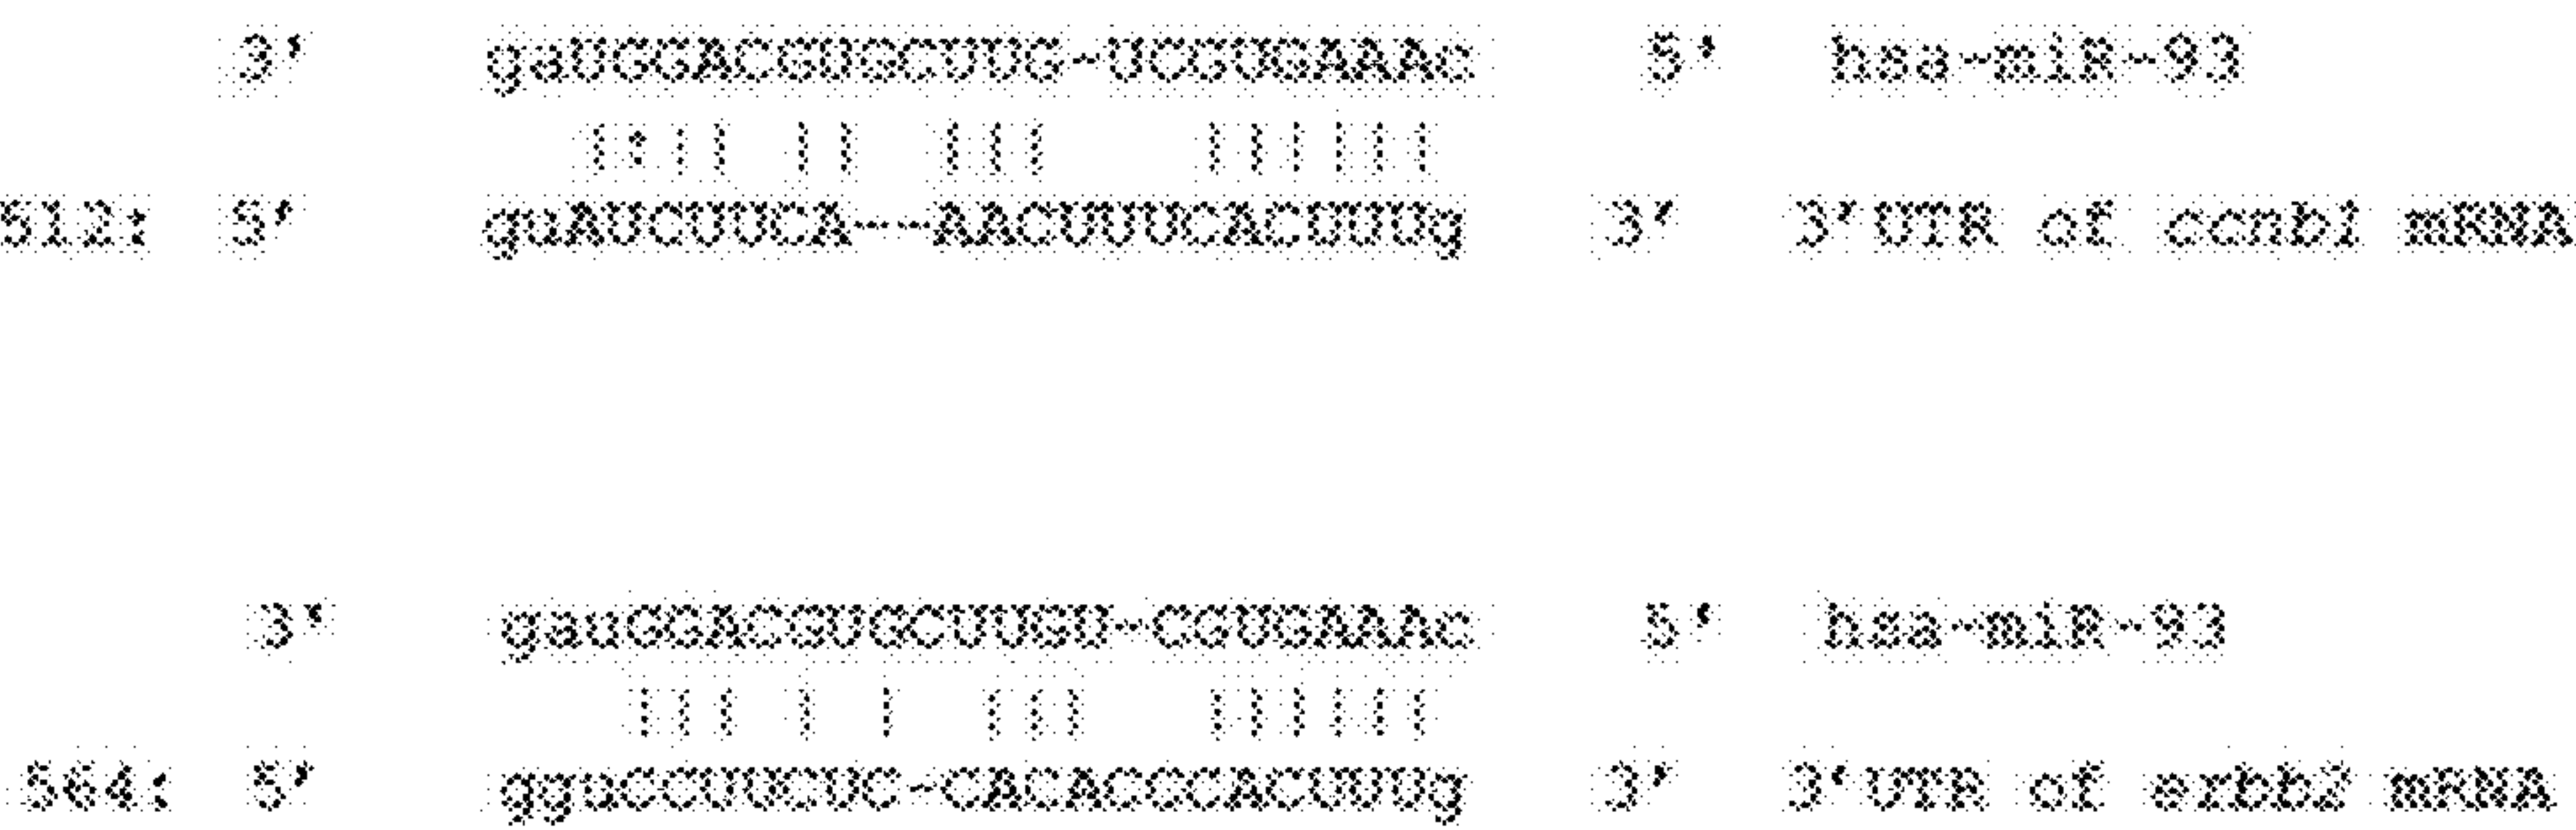 3' gaUGGACGUGCUUG-UCGUGAAAc 5' hsa-miR-93
|:|| || ||| ||||||
512: 5' guAUCUUCA--AACUUUCACUUUg 3' 3'UTR of ccnb1 mRNA
3' gauGGACGUGCUUGU-CGUGAAAc 5' hsa-miR-93
||| | | ||| ||||||
564: 5' gguCCUUCUC-CACACCCACUUUg 3' 3'UTR of erbb2 mRNA